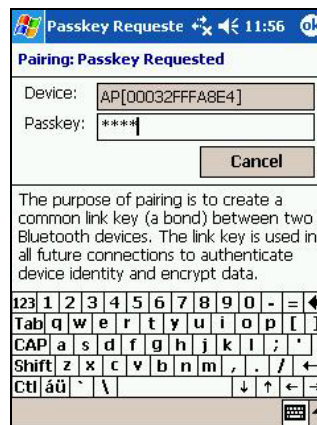 Passkey Requeste 11:56 ok
Pairing: Passkey Requested
Device: AP[00032FFFA8E4]
Passkey: ****
Cancel
The purpose of pairing is to create a
common link key (a bond) between two
Bluetooth devices. The link key is used in
all future connections to authenticate
device identity and encrypt data.
123 1 2 3 4 5 6 7 8 9 0 - =
Tab q w e r t y u i o p [ ]
CAP a s d f g h j k l ; '
Shift z x c v b n m , . /
Ctl áü ` \